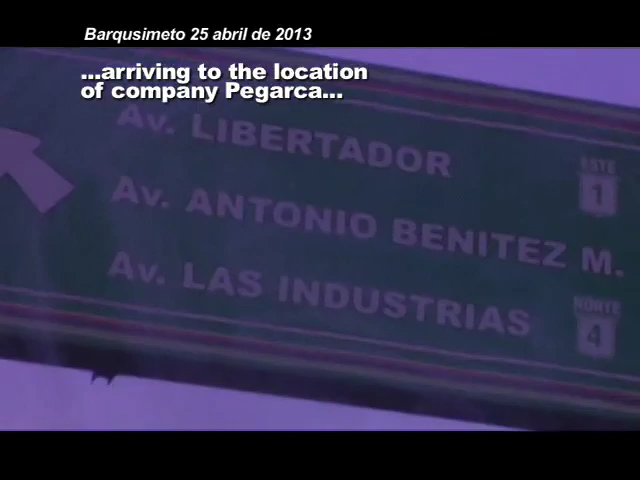 Barqusimeto 25 abril de 2013
...arriving to the location
of company Pegarca...
Av. LIBERTADOR
ESTE
1
Av. ANTONIO BENITEZ M.
Av. LAS INDUSTRIAS
NORTE
4